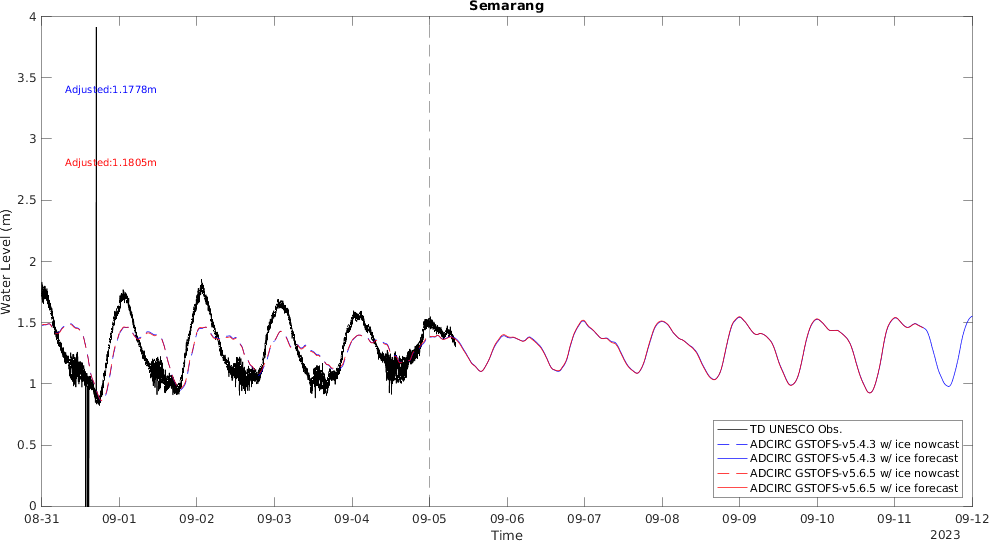 Semarang
Water Level (m)
4
3.5
3
2.5
2
1.5
1
0.5
0
Adjusted:1.1778m
Adjusted:1.1805m
TD UNESCO Obs.
ADCIRC GSTOFS-v5.4.3 w/ ice nowcast
ADCIRC GSTOFS-v5.4.3 w/ ice forecast
ADCIRC GSTOFS-v5.6.5 w/ ice nowcast
ADCIRC GSTOFS-v5.6.5 w/ ice forecast
08-31 09-01 09-02 09-03 09-04 09-05 09-06 09-07 09-08 09-09 09-10 09-11 09-12
Time
2023